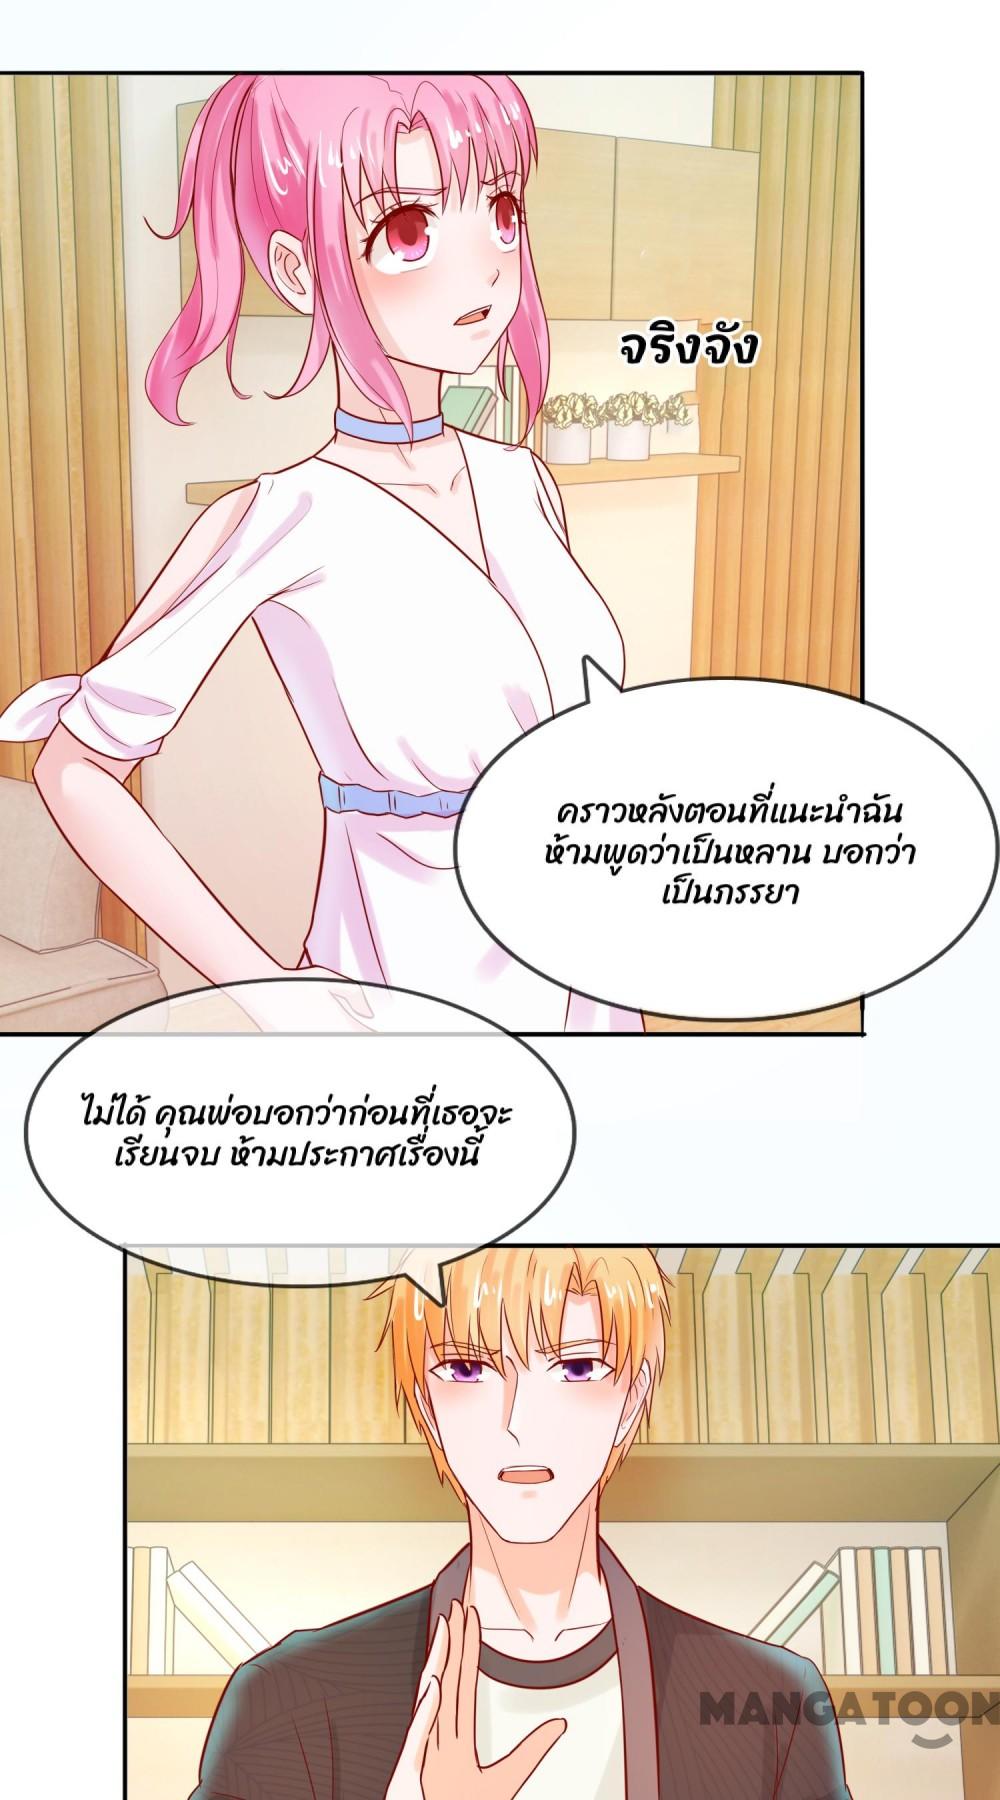 จริงจัง
คราวหลังตอนที่แนะนำฉัน
ห้ามพูดว่าเป็นหลาน บอกว่า
เป็นภรรยา
ไม่ได้ คุณพ่อบอกว่าก่อนที่เธอจะ
เรียนจบ ห้ามประกาศเรื่องนี้
MANGATOON